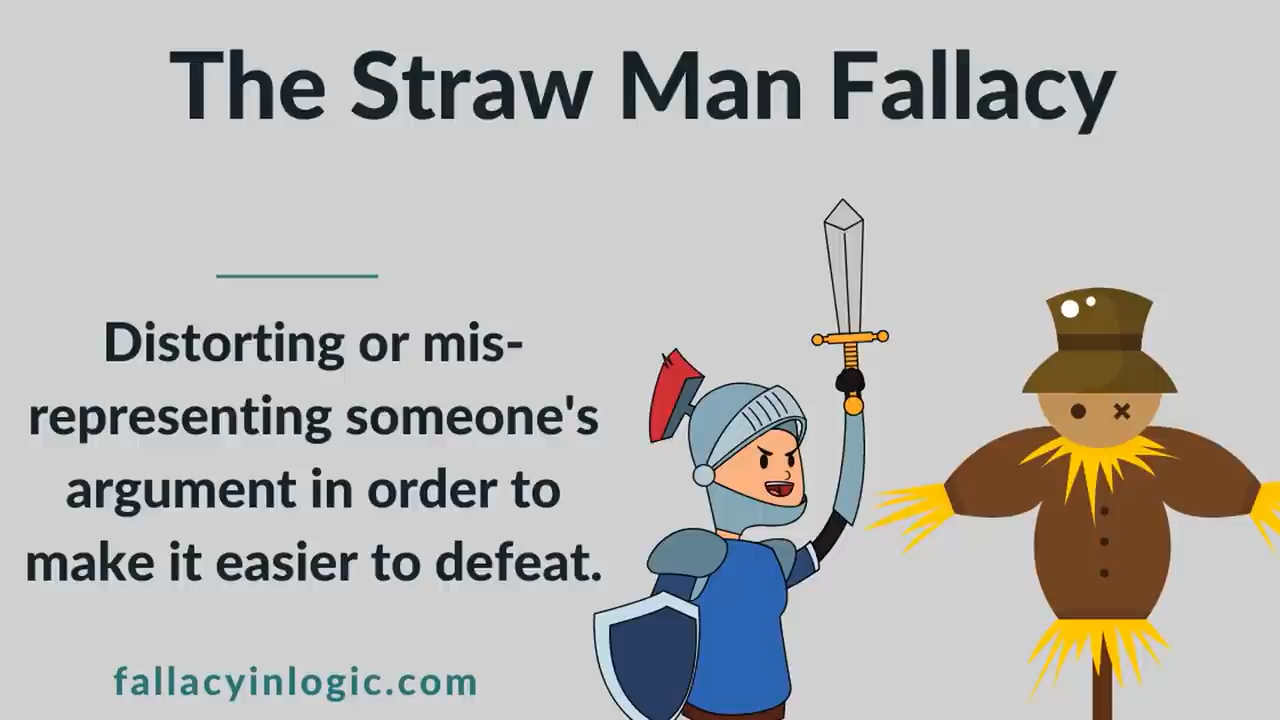 The Straw Man Fallacy
Distorting or mis-
representing someone's
argument in order to
make it easier to defeat.
fallacyinlogic.com